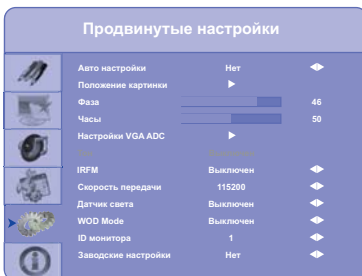 Продвинутые настройки
Авто настройки Нет
Положение картинки
Фаза 46
Часы 50
Настройки VGA ADC
IRFM Выключен
Скорость передачи 115200
Датчик света Выключен
WOD Mode Выключен
ID монитора 1
Заводские настройки Нет